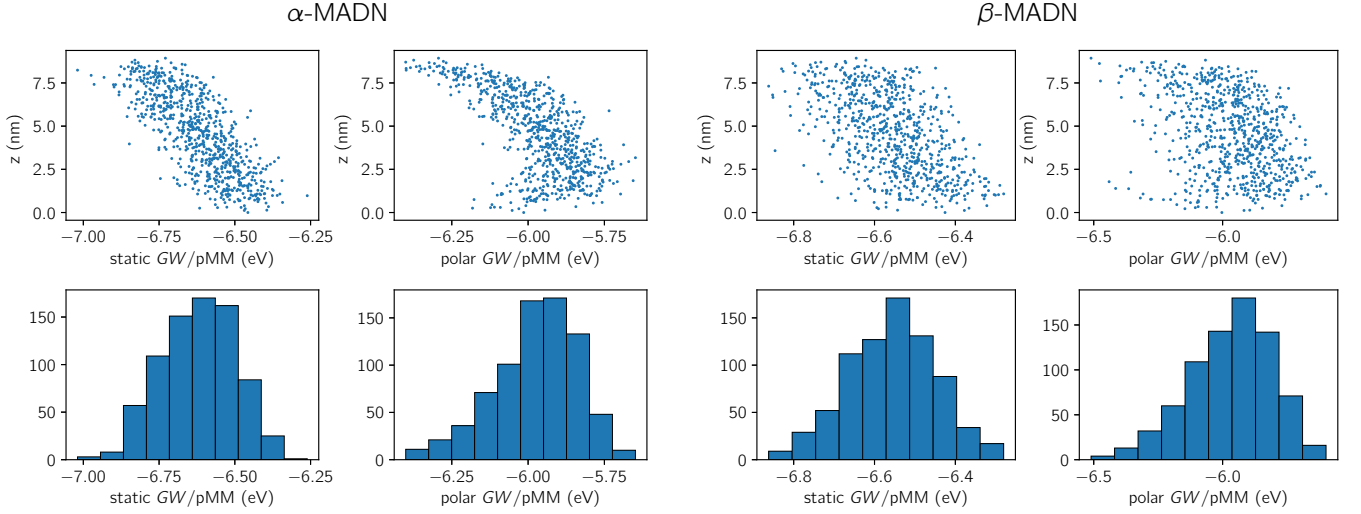 α-MADN
β-MADN
z (nm)
7.5
5.0
2.5
0.0
−7.00 −6.75 −6.50 −6.25
static GW/pMM (eV)
z (nm)
7.5
5.0
2.5
0.0
−6.25 −6.00 −5.75
polar GW/pMM (eV)
z (nm)
7.5
5.0
2.5
0.0
−6.8 −6.6 −6.4
static GW/pMM (eV)
z (nm)
7.5
5.0
2.5
0.0
−6.5 −6.0
polar GW/pMM (eV)
150
100
50
0
−7.00 −6.75 −6.50 −6.25
static GW/pMM (eV)
150
100
50
0
−6.25 −6.00 −5.75
polar GW/pMM (eV)
150
100
50
0
−6.8 −6.6 −6.4
static GW/pMM (eV)
150
100
50
0
−6.5 −6.0
polar GW/pMM (eV)